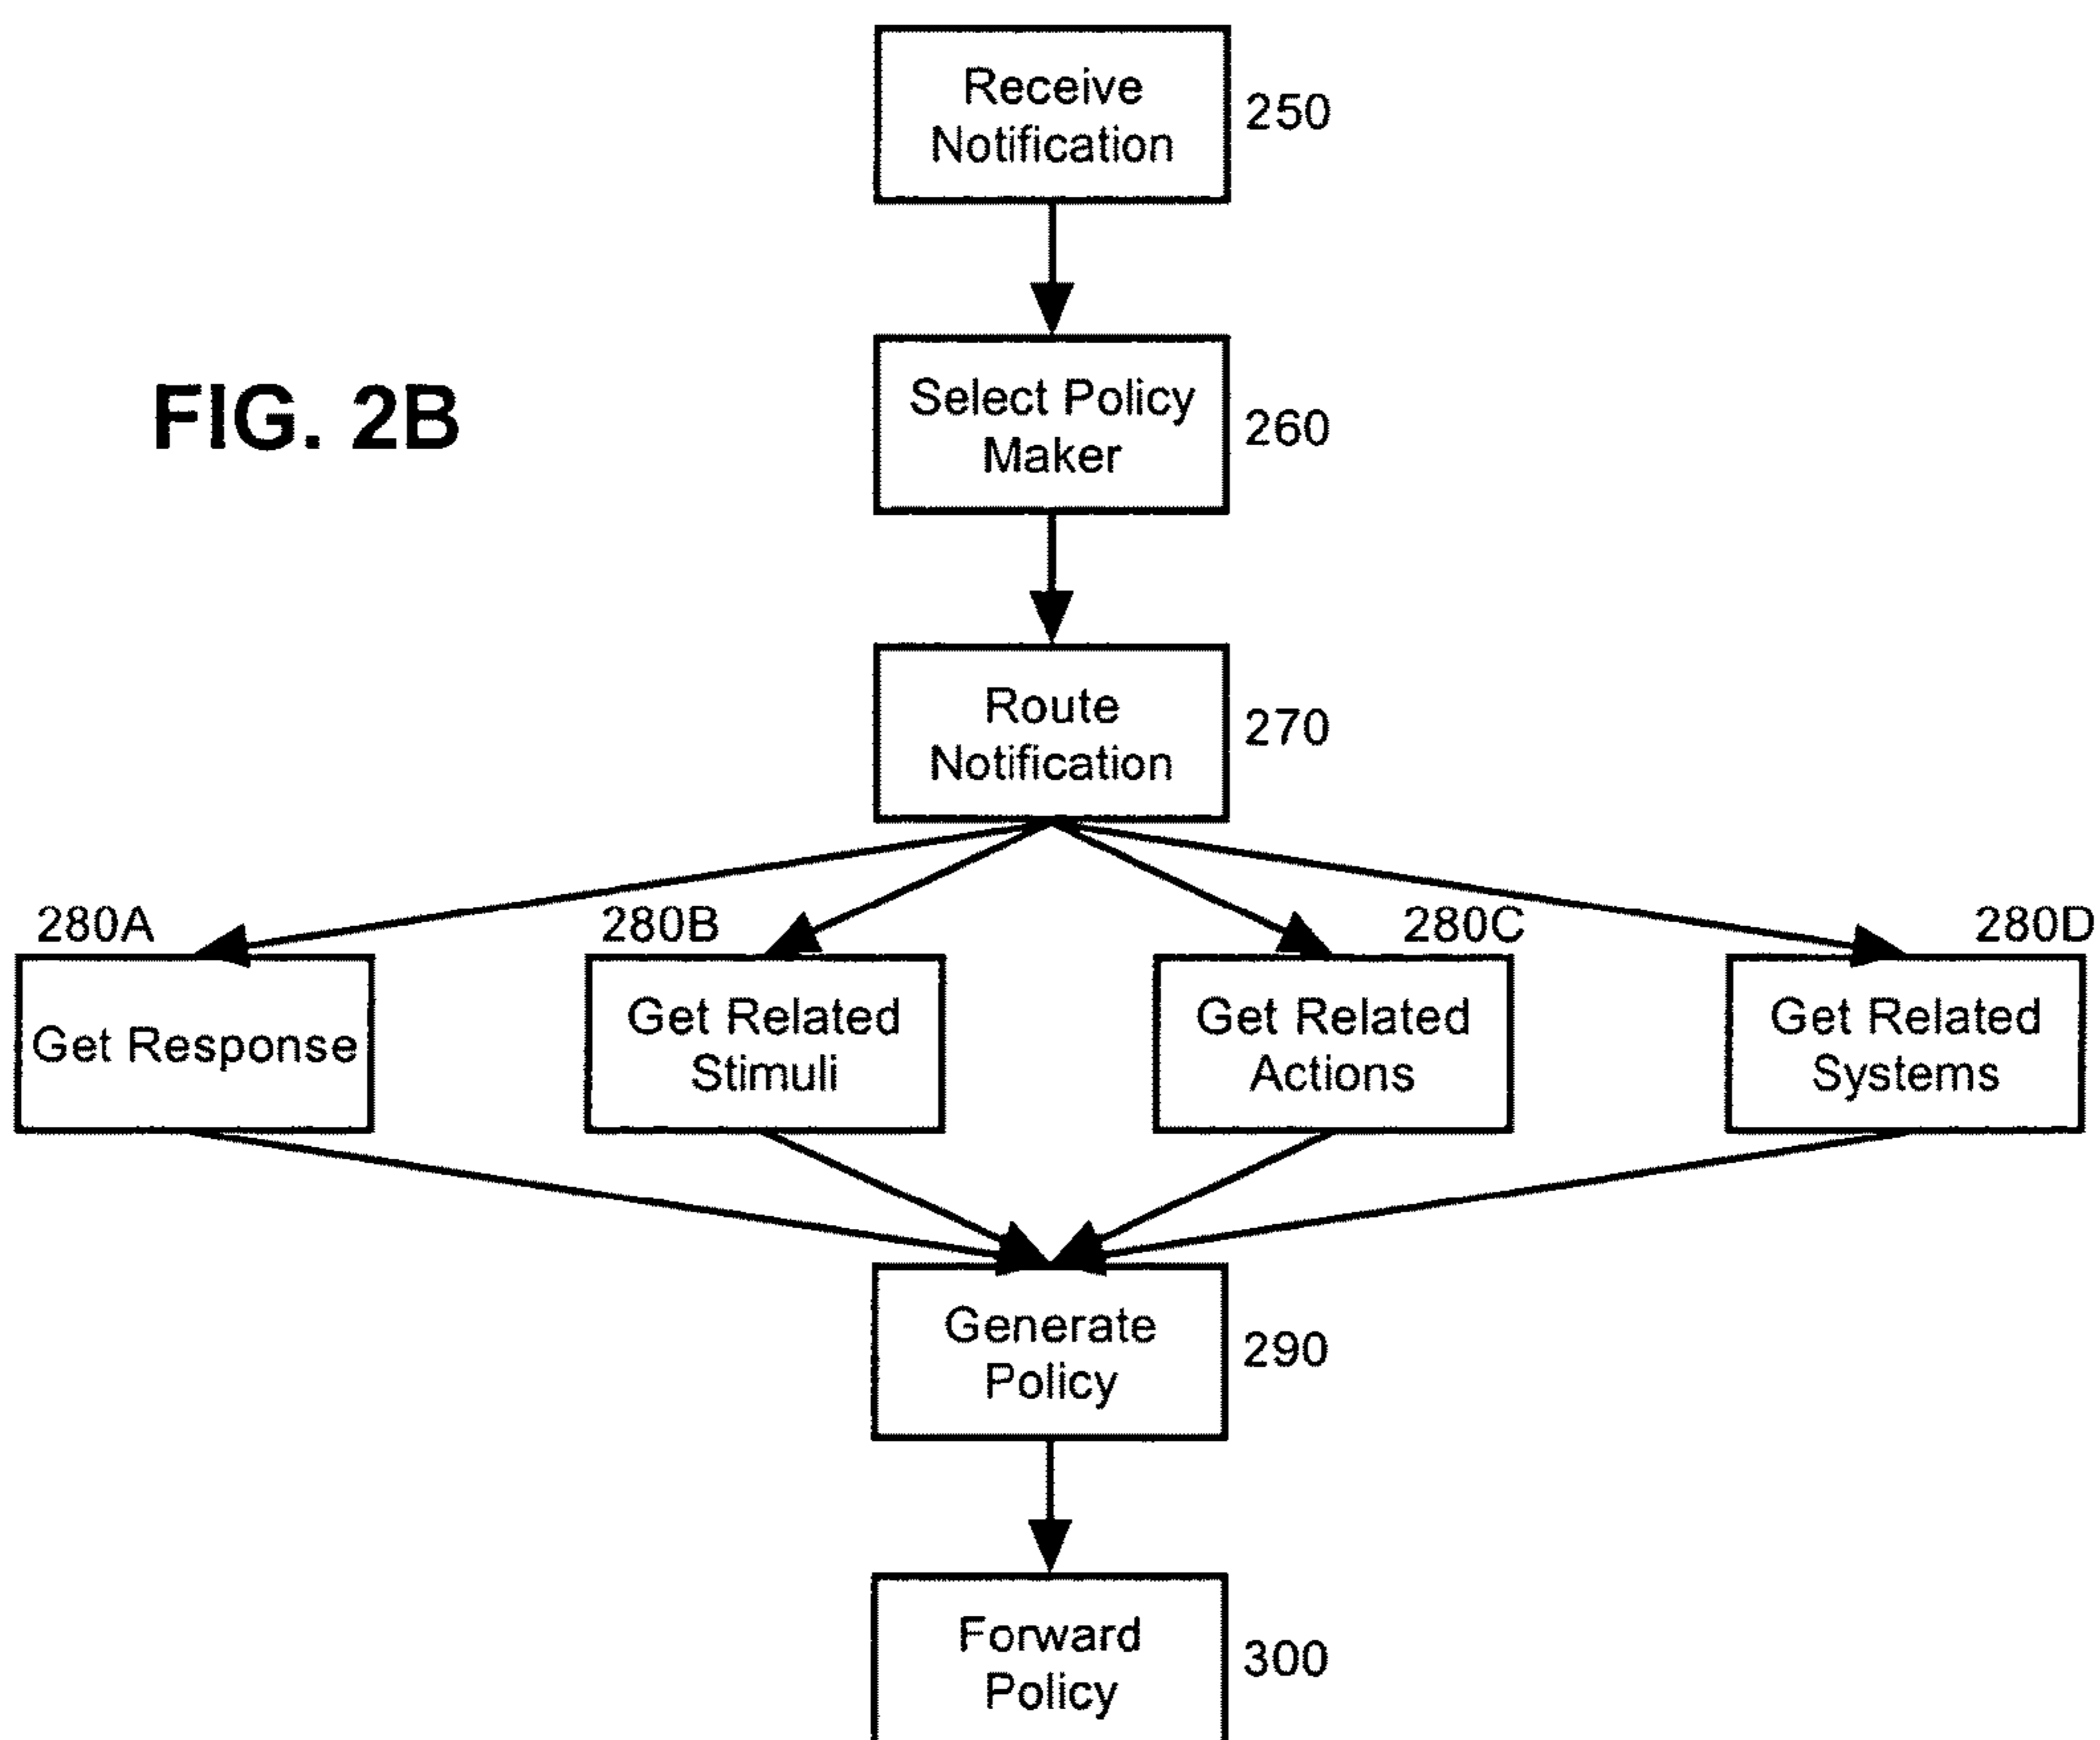 Receive
Notification
250
FIG. 2B
Select Policy
Maker
260
Route
Notification
270
280A
280B
280C
280D
Get Response
Get Related
Stimuli
Get Related
Actions
Get Related
Systems
Generate
Policy
290
Forward
Policy
300